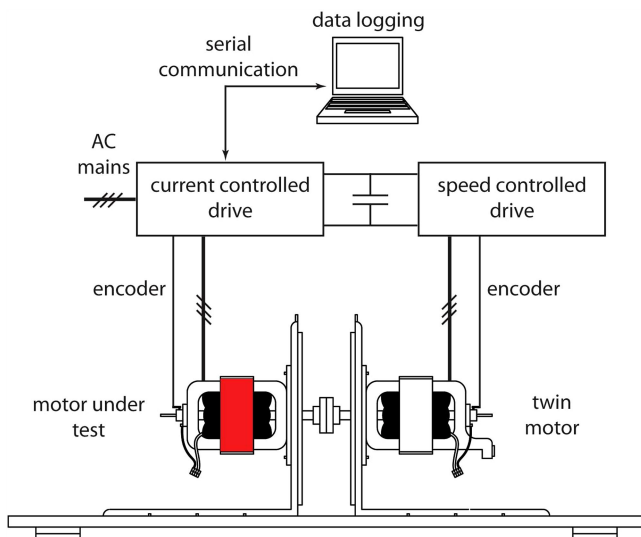 data logging
serial
communication
AC
mains
current controlled
drive
speed controlled
drive
encoder
encoder
motor under
test
twin
motor